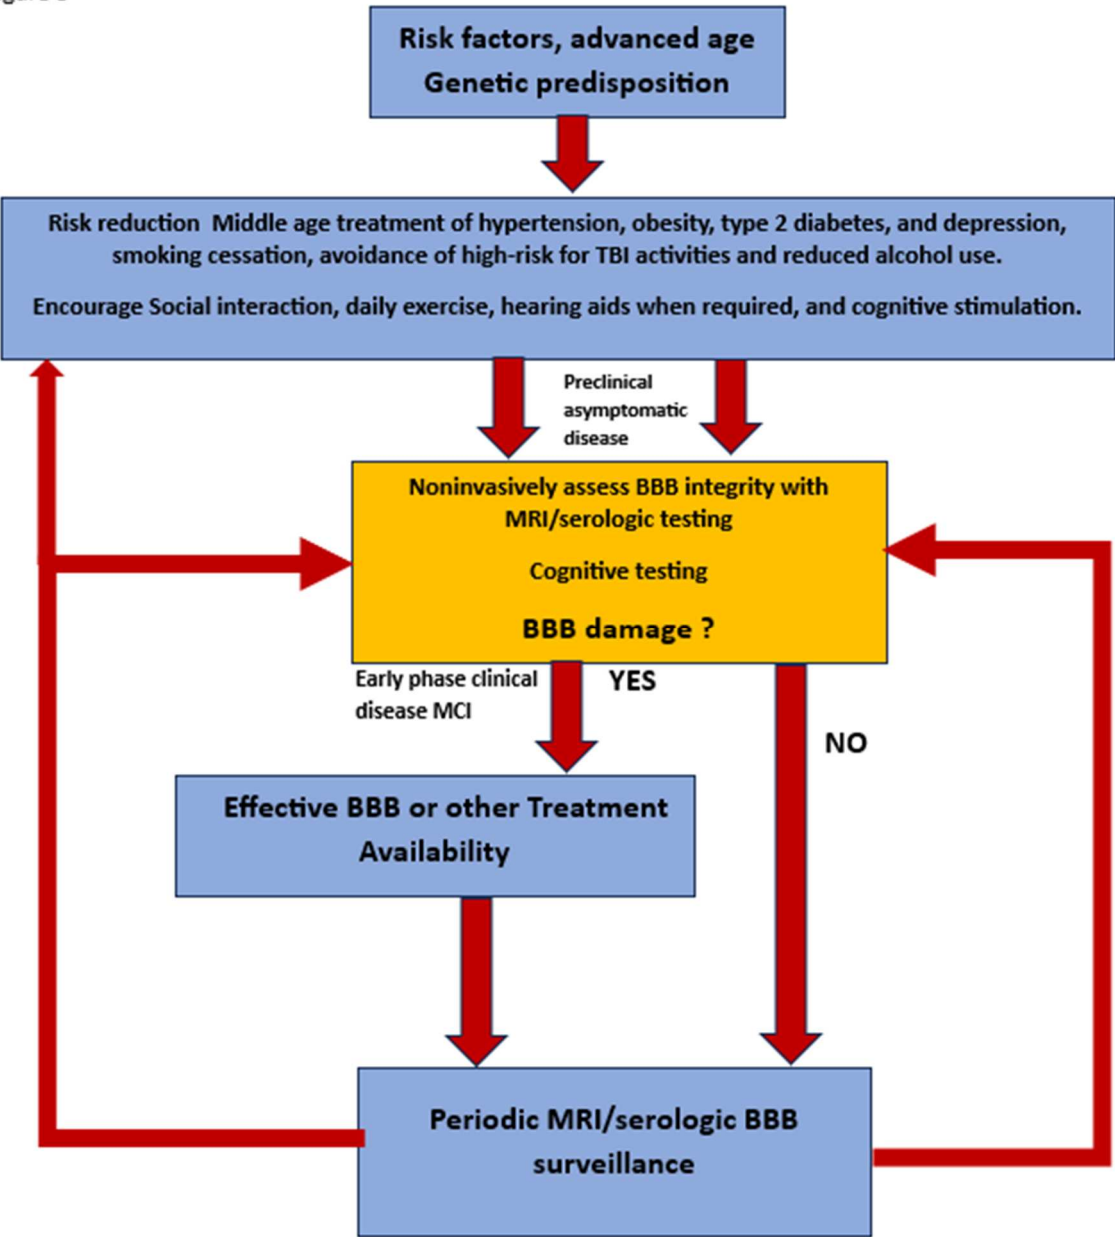 Risk factors, advanced age
Genetic predisposition
Risk reduction  Middle age treatment of hypertension, obesity, type 2 diabetes, and depression,
smoking cessation, avoidance of high-risk for TBI activities and reduced alcohol use.
Encourage Social interaction, daily exercise, hearing aids when required, and cognitive stimulation.
Preclinical
asymptomatic
disease
Noninvasively assess BBB integrity with
MRI/serologic testing
Cognitive testing
BBB damage ?
Early phase clinical
disease MCI
YES
NO
Effective BBB or other Treatment
Availability
Periodic MRI/serologic BBB
surveillance